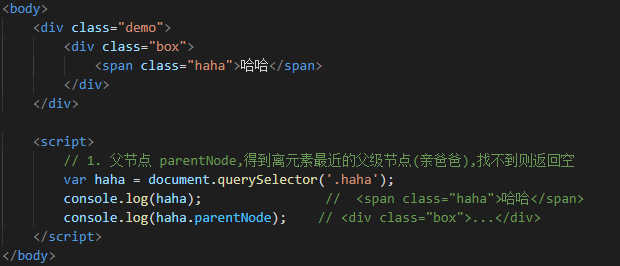 <body>
    <div class="demo">
        <div class="box">
            <span class="haha">哈哈</span>
        </div>
    </div>

    <script>
        // 1. 父节点 parentNode,得到离元素最近的父级节点(亲爸爸),找不到则返回空
        var haha = document.querySelector('.haha');
        console.log(haha);                //  <span class="haha">哈哈</span>
        console.log(haha.parentNode);    // <div class="box">...</div>
    </script>
</body>